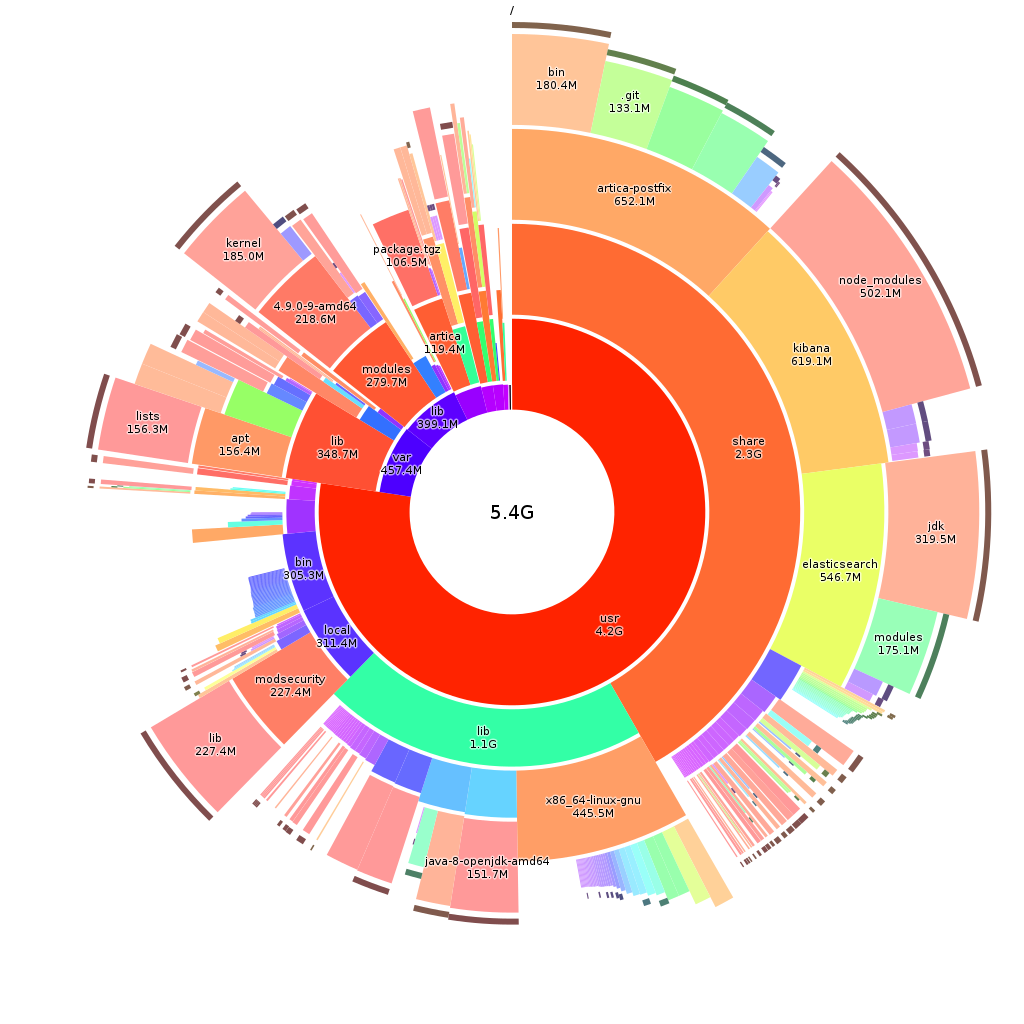 /
bin
180.4M
.git
133.1M
artica-postfix
652.1M
node_modules
502.1M
kibana
619.1M
share
2.3G
jdk
319.5M
elasticsearch
546.7M
modules
175.1M
usr
4.2G
lib
1.1G
x86_64-linux-gnu
445.5M
java-8-openjdk-amd64
151.7M
modsecurity
227.4M
lib
227.4M
local
311.4M
bin
305.3M
5.4G
var
457.4M
lib
399.1M
lib
348.7M
apt
156.4M
lists
156.3M
modules
279.7M
4.9.0-9-amd64
218.6M
kernel
185.0M
artica
119.4M
package.tgz
106.5M